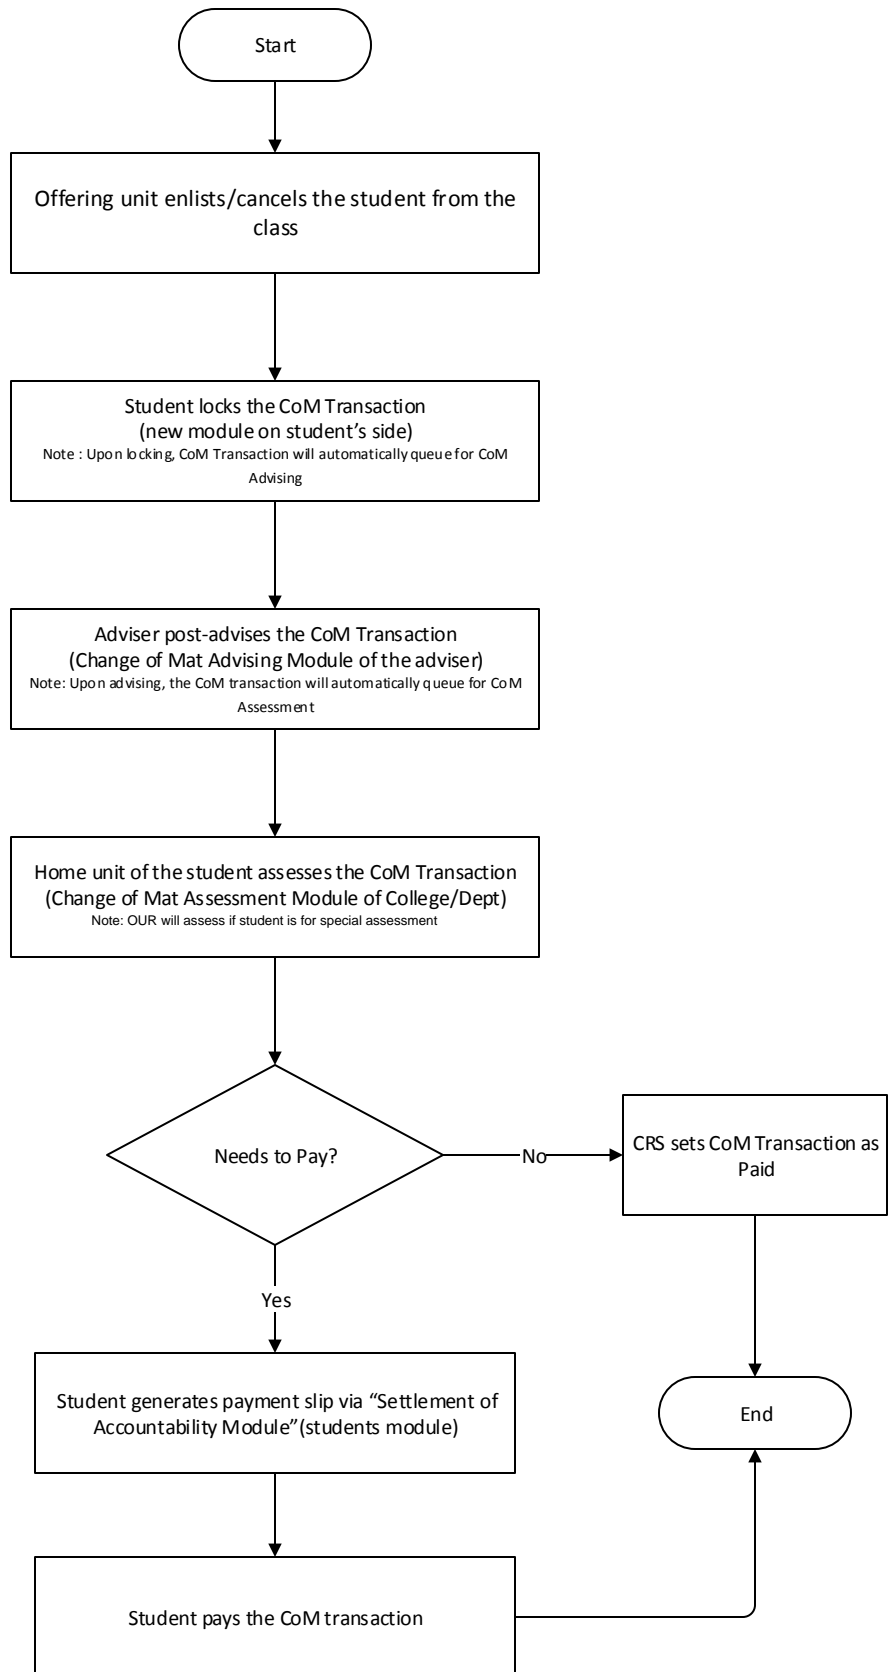 Start
Offering unit enlists/cancels the student from the
class
Student locks the CoM Transaction
(new module on student’s side)
Note : Upon locking, CoM Transaction will automatically queue for CoM
Advising
Adviser post-advises the CoM Transaction
(Change of Mat Advising Module of the adviser)
Note: Upon advising, the CoM transaction will automatically queue for CoM
Assessment
Home unit of the student assesses the CoM Transaction
(Change of Mat Assessment Module of College/Dept)
Note: OUR will assess if student is for special assessment
Needs to Pay?
No
CRS sets CoM Transaction as
Paid
Yes
Student generates payment slip via “Settlement of
Accountability Module”(students module)
End
Student pays the CoM transaction